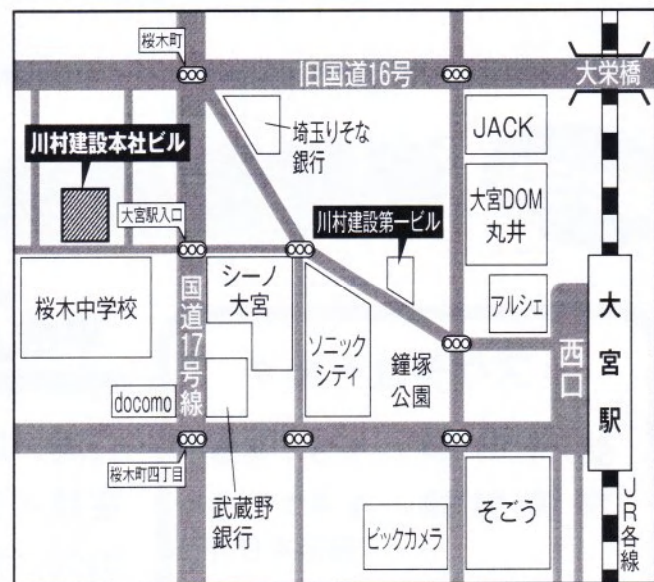 桜木町
旧国道16号
大栄橋
川村建設本社ビル
埼玉りそな
銀行
JACK
大宮DOM
丸井
大宮駅入口
川村建設第一ビル
シーノ
大宮
桜木中学校
国道17号線
アルシェ
ソニック
シティ
鐘塚
公園
西口
大宮駅
docomo
桜木町四丁目
武蔵野
銀行
ビックカメラ
そごう
JR各線